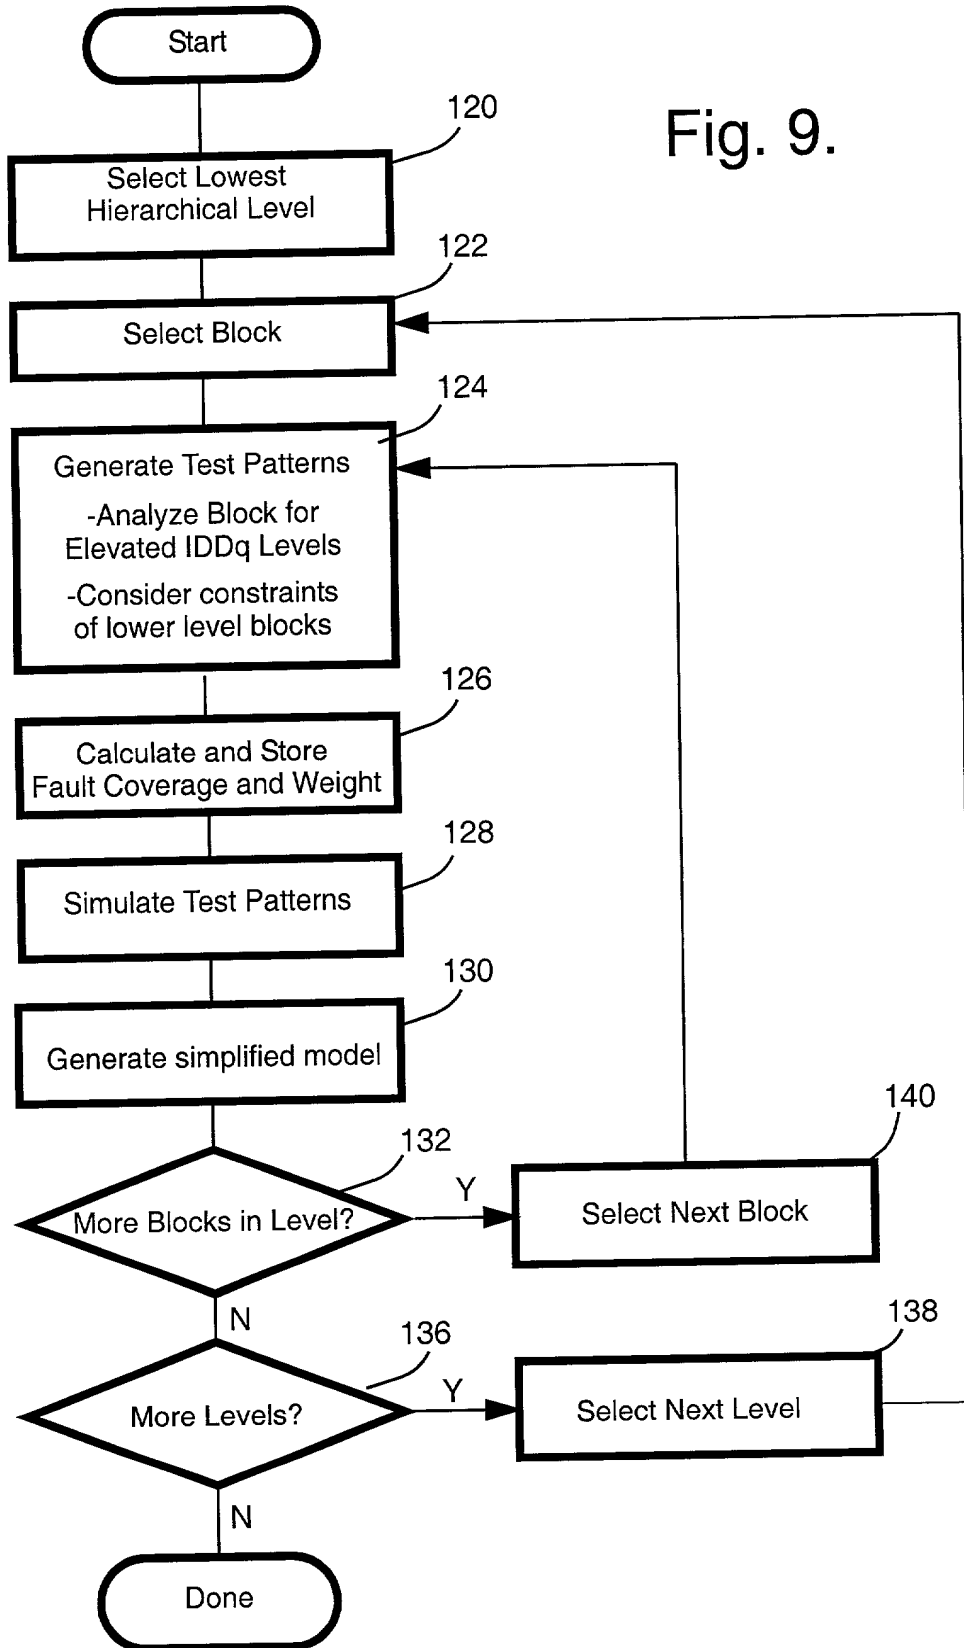 Start
Fig. 9.
120
Select Lowest
Hierarchical Level
122
Select Block
124
Generate Test Patterns
-Analyze Block for
Elevated IDDq Levels
-Consider constraints
of lower level blocks
126
Calculate and Store
Fault Coverage and Weight
128
Simulate Test Patterns
130
Generate simplified model
132
More Blocks in Level?
Y
140
Select Next Block
N
136
More Levels?
Y
138
Select Next Level
N
Done